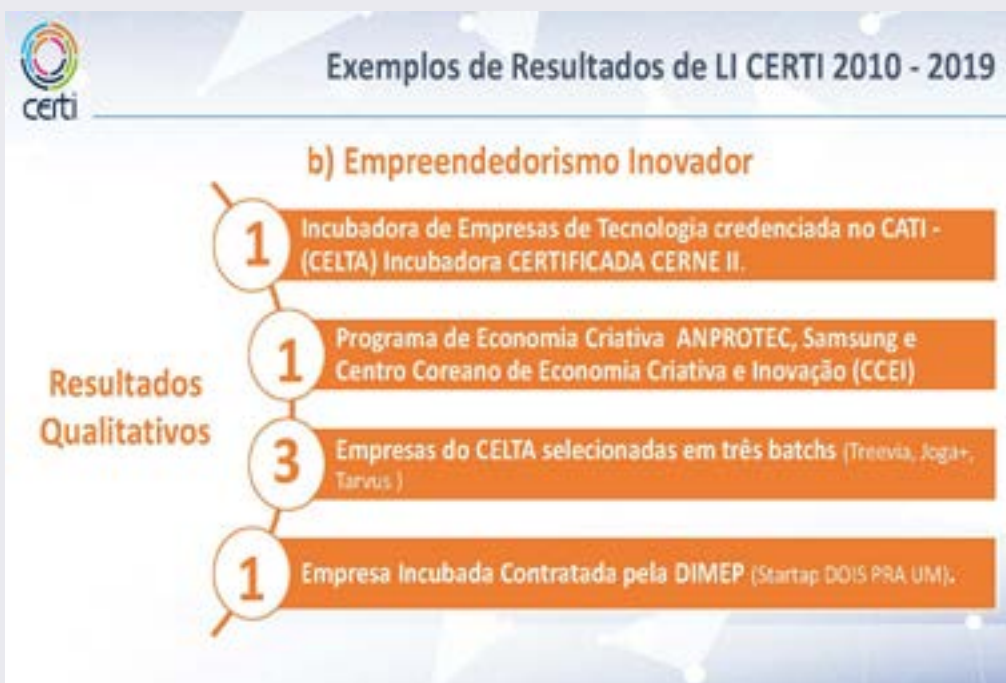 certi
Exemplos de Resultados de LI CERTI 2010 - 2019
b) Empreendedorismo Inovador
Resultados
Qualitativos
1
Incubadora de Empresas de Tecnologia credenciada no CATI -
(CELTA) Incubadora CERTIFICADA CERNE II.
1
Programa de Economia Criativa ANPROTEC, Samsung e
Centro Coreano de Economia Criativa e Inovação (CCEI)
3
Empresas do CELTA selecionadas em três batchs (Treevia, Joga+,
Tarvus )
1
Empresa Incubada Contratada pela DIMEP (Startap DOIS PRA UM).